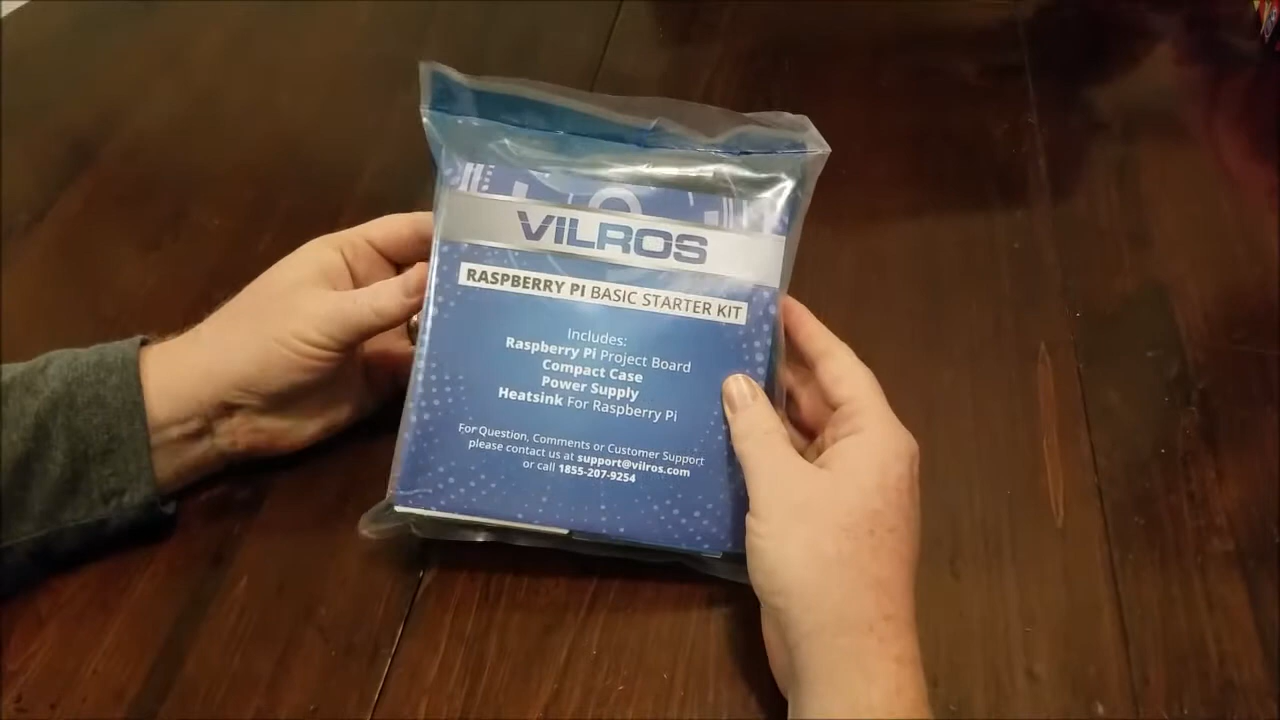 VILROS
RASPBERRY PI BASIC STARTER KIT
Includes:
Raspberry Pi Project Board
Compact Case
Power Supply
Heatsink For Raspberry Pi
For Question, Comments or Customer Support
please contact us at support@vilros.com
or call 1855-207-9254